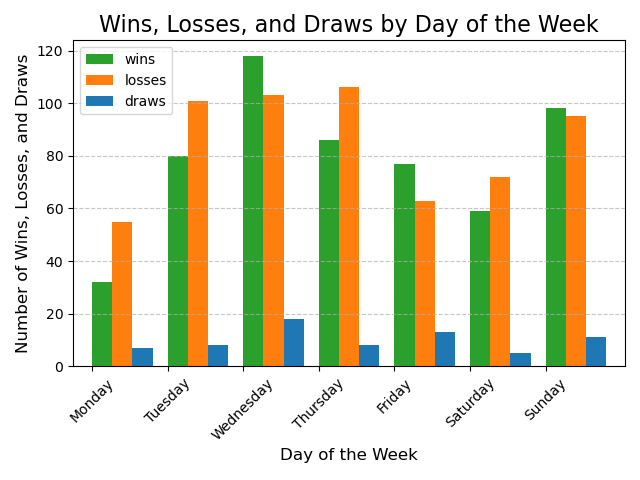 Wins, Losses, and Draws by Day of the Week
Number of Wins, Losses, and Draws
120
100
80
60
40
20
0
wins
losses
draws
Monday
Tuesday
Wednesday
Thursday
Friday
Saturday
Sunday
Day of the Week